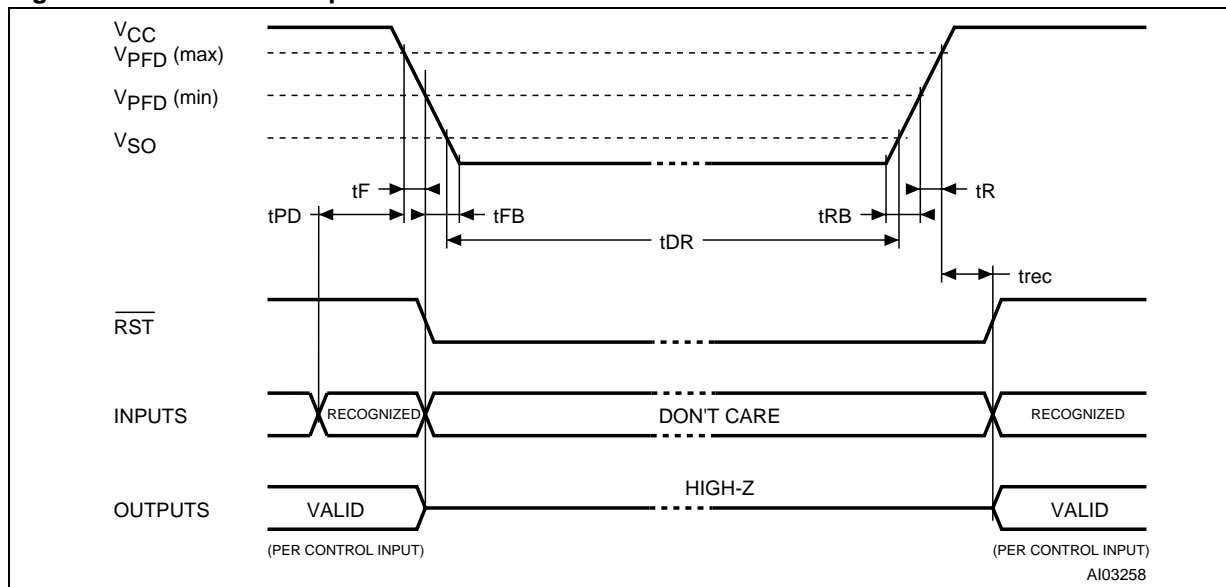 VCC
VPFD (max)
VPFD (min)
VSO
tF
tR
tPD
tFB
tRB
tDR
trec
RST
INPUTS
RECOGNIZED
DON'T CARE
RECOGNIZED
HIGH-Z
OUTPUTS
VALID
VALID
(PER CONTROL INPUT)
(PER CONTROL INPUT)
AI03258